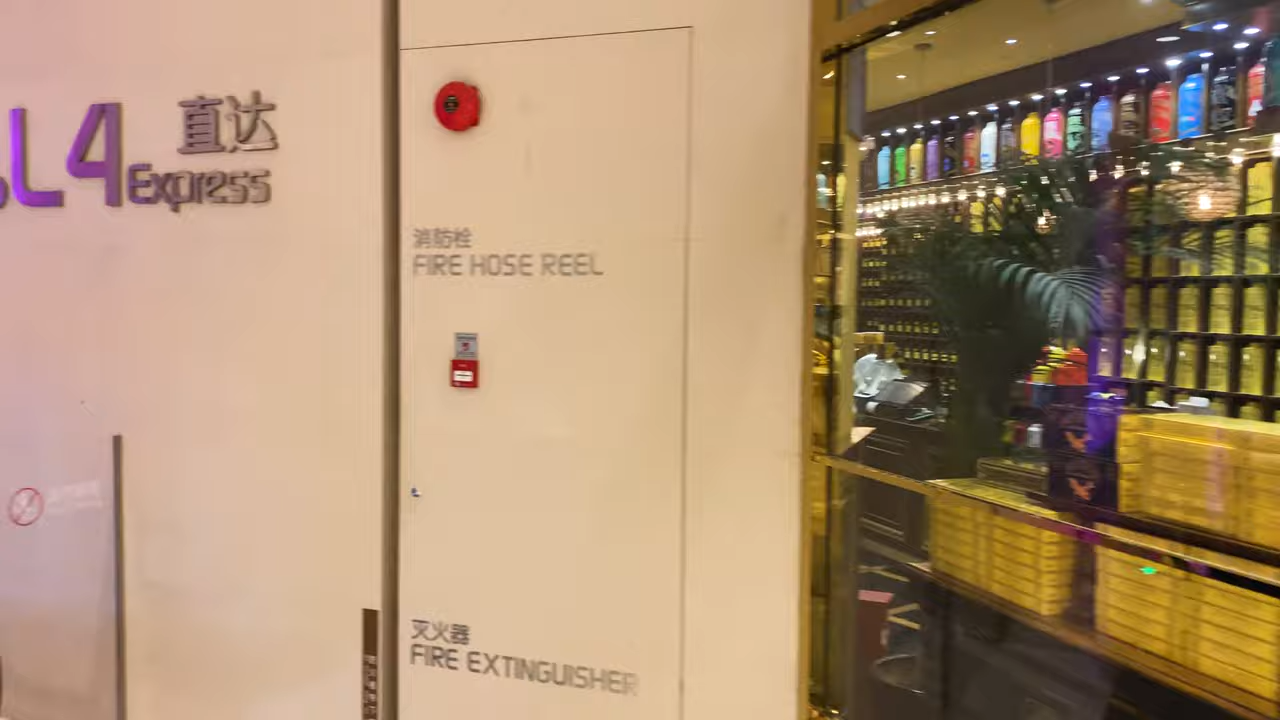 L4 直达
Express
消防栓
FIRE HOSE REEL
灭火器
FIRE EXTINGUISHER